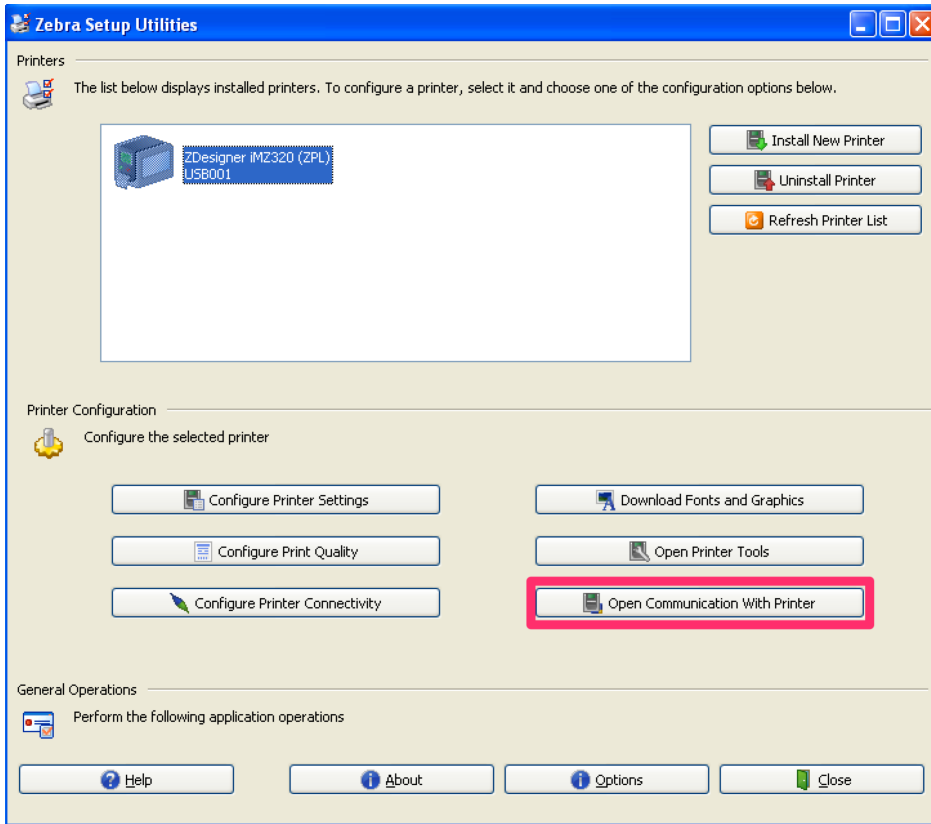 Zebra Setup Utilities
Printers
The list below displays installed printers. To configure a printer, select it and choose one of the configuration options below.
ZDesigner iMZ320 (ZPL)
USB001
Install New Printer
Uninstall Printer
Refresh Printer List
Printer Configuration
Configure the selected printer
Configure Printer Settings
Download Fonts and Graphics
Configure Print Quality
Open Printer Tools
Configure Printer Connectivity
Open Communication With Printer
General Operations
Perform the following application operations
Help
About
Options
Close